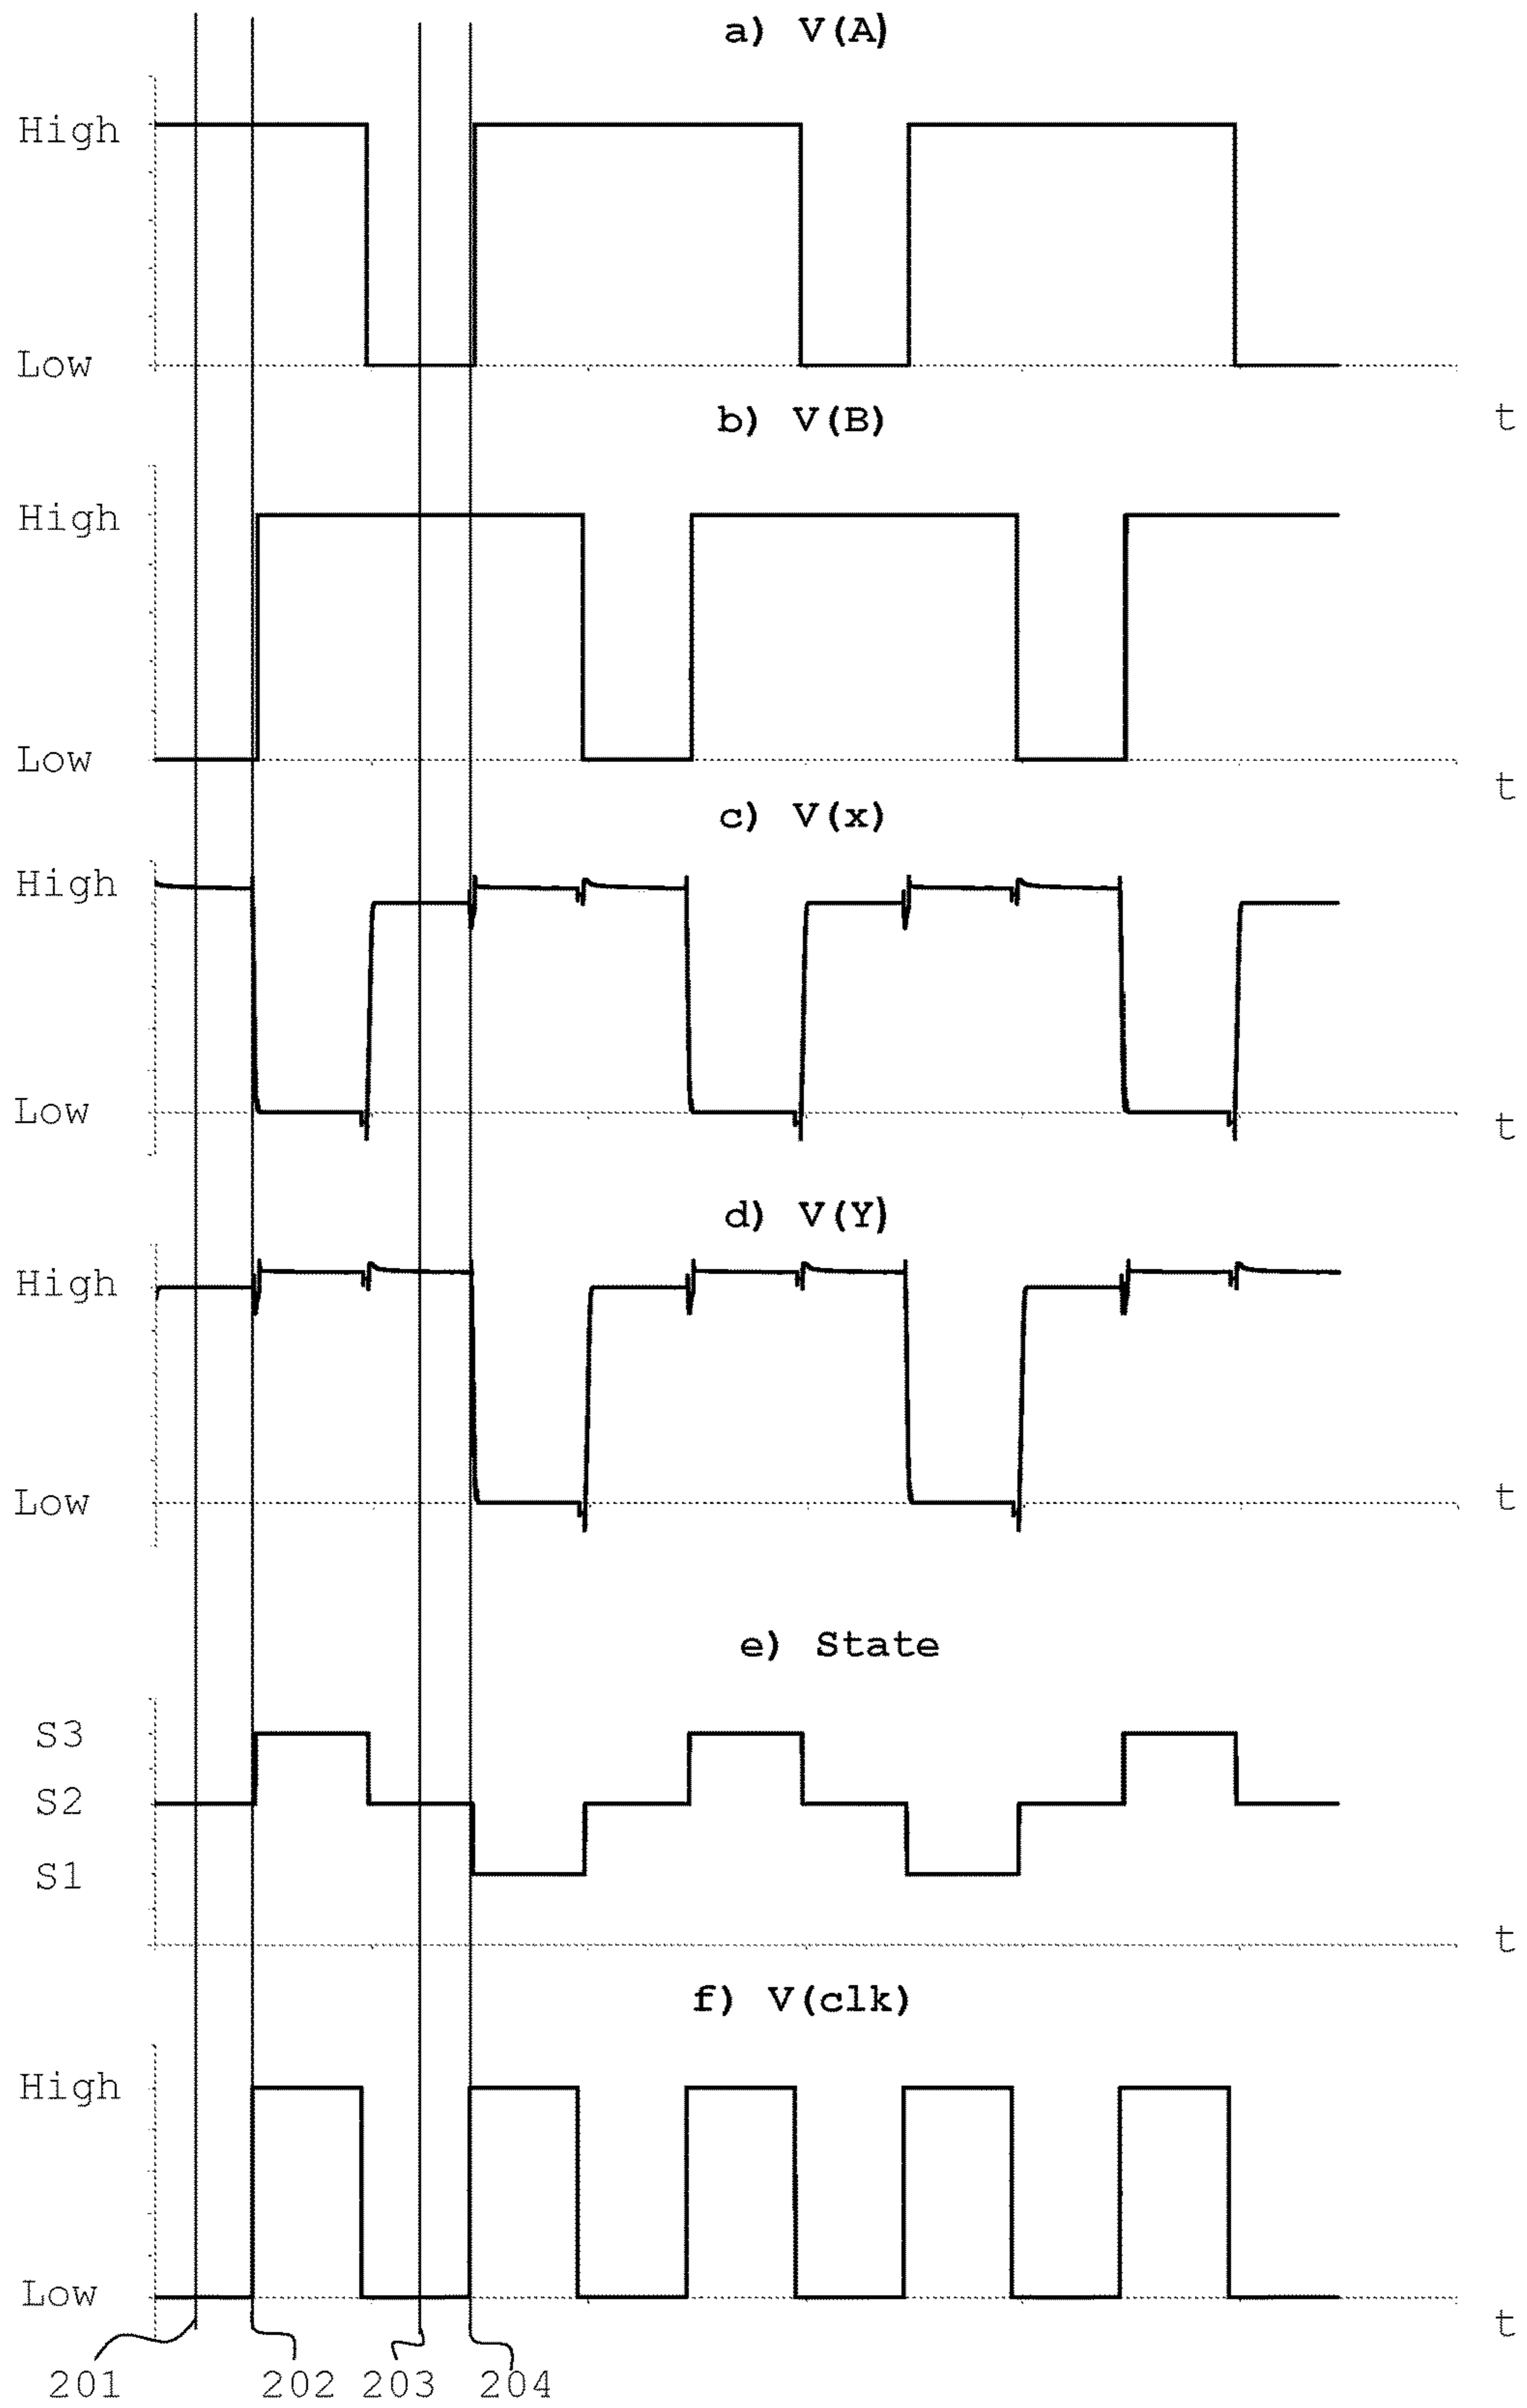 a) V(A)
High
Low
t
b) V(B)
High
Low
t
c) V(x)
High
Low
t
d) V(Y)
High
Low
t
e) State
S3
S2
S1
t
f) V(clk)
High
Low
t
201 202 203 204